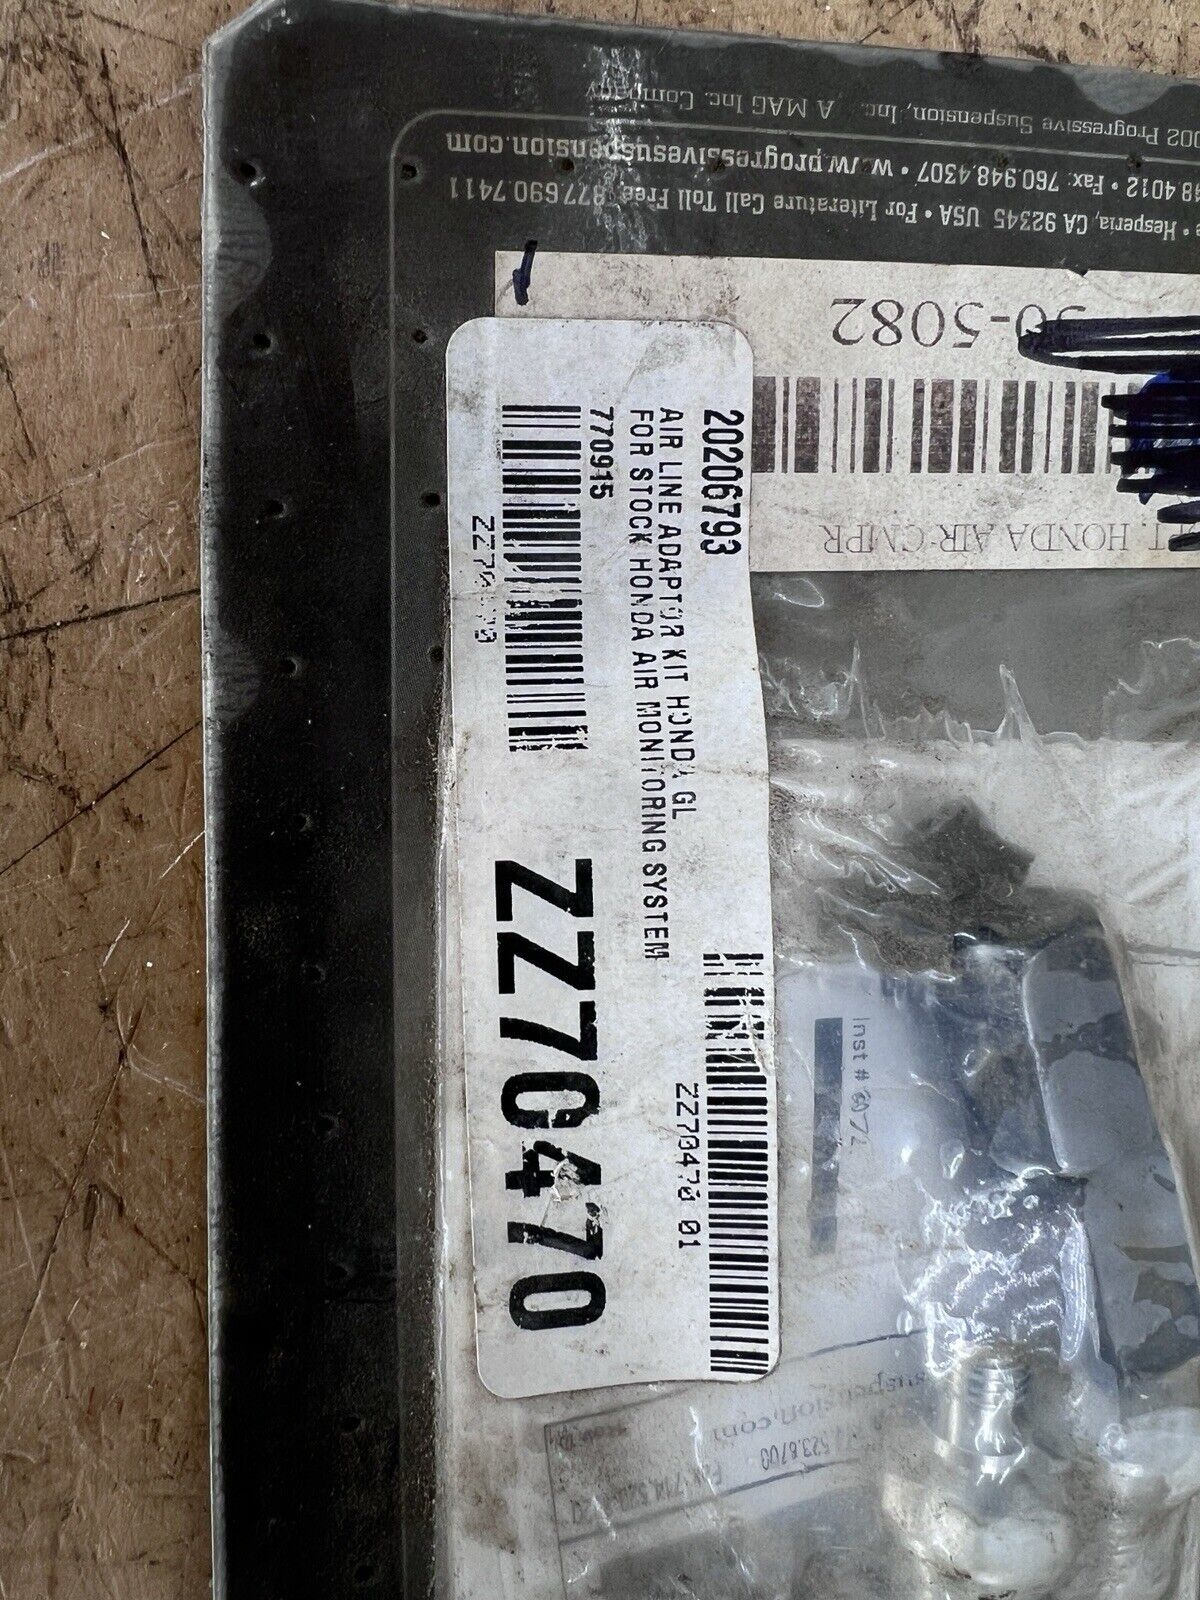 02 Progressive Suspension, Inc. A MAG Inc. Company
4012 • Fax: 760.948.4307 • www.progressivesuspension.com
• Hesperia, CA 92345 USA • For Literature Call Toll Free 877.690.7411
30-5082
T. HONDA AIR CMPR
20206793
AIR LINE ADAPTOR KIT HONDA GL
FOR STOCK HONDA AIR MONITORING SYSTEM
770915
ZZ70470
ZZ70470
ZZ70470 01
Inst #